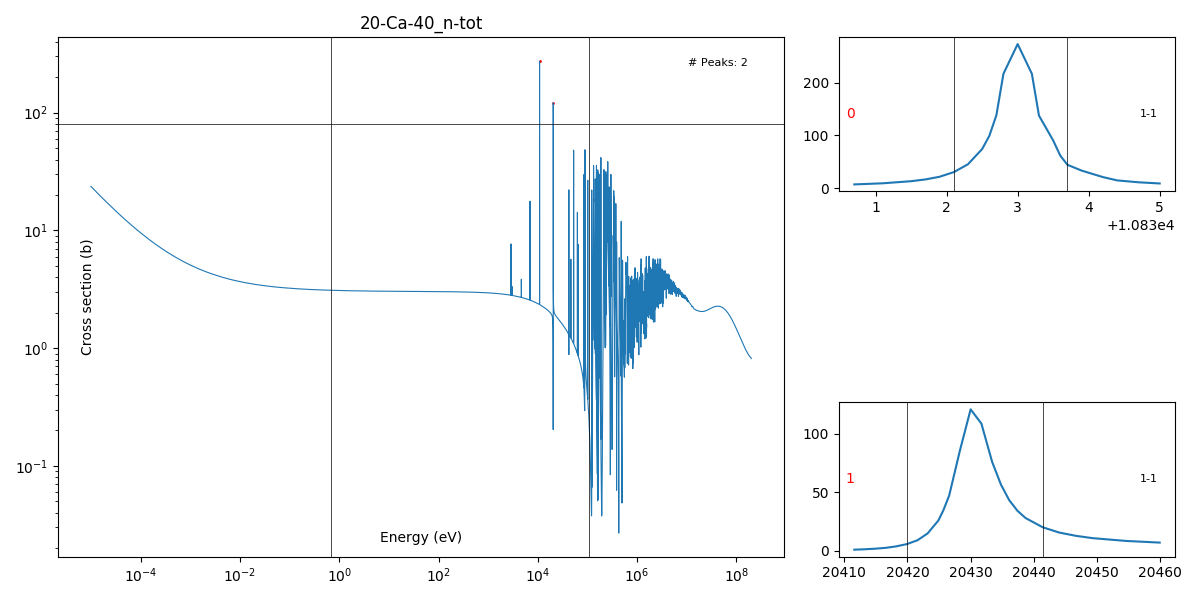 20-Ca-40_n-tot
# Peaks: 2
Cross section (b)
10² 10¹ 10⁰ 10⁻¹
Energy (eV)
10⁻⁴ 10⁻² 10⁰ 10² 10⁴ 10⁶ 10⁸
0
1-1
200
100
0
1 2 3 4 5
+1.083e4
1
1-1
100
50
0
20410 20420 20430 20440 20450 20460